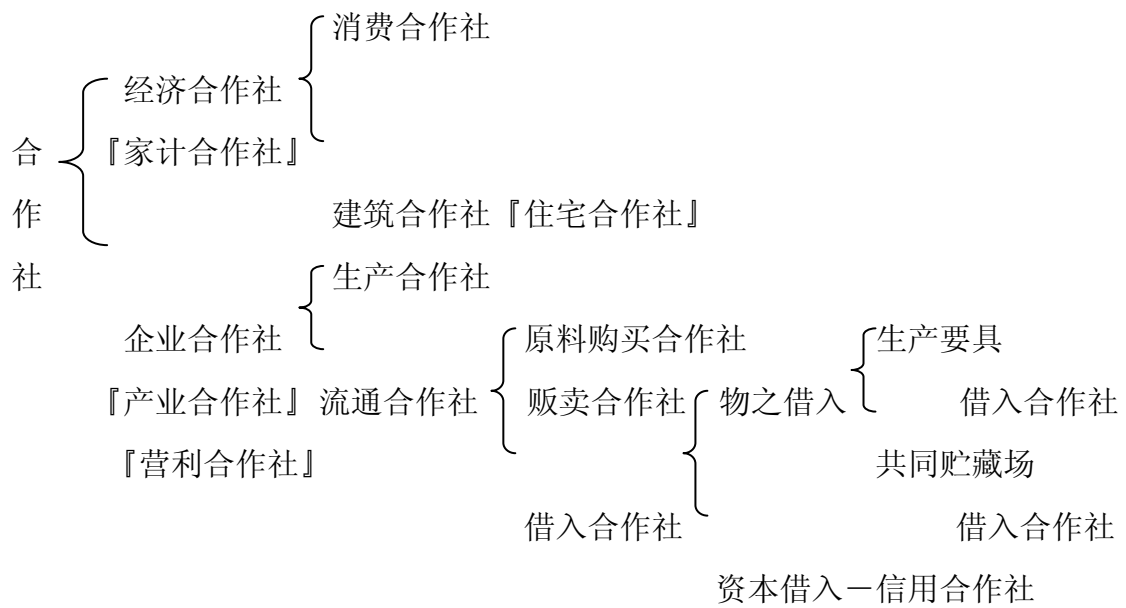 消费合作社
经济合作社
合 『家计合作社』
作 建筑合作社『住宅合作社』
社 生产合作社
企业合作社 原料购买合作社 生产要具
『产业合作社』流通合作社 贩卖合作社 物之借入 借入合作社
『营利合作社』 共同贮藏场
借入合作社 借入合作社
资本借入－信用合作社